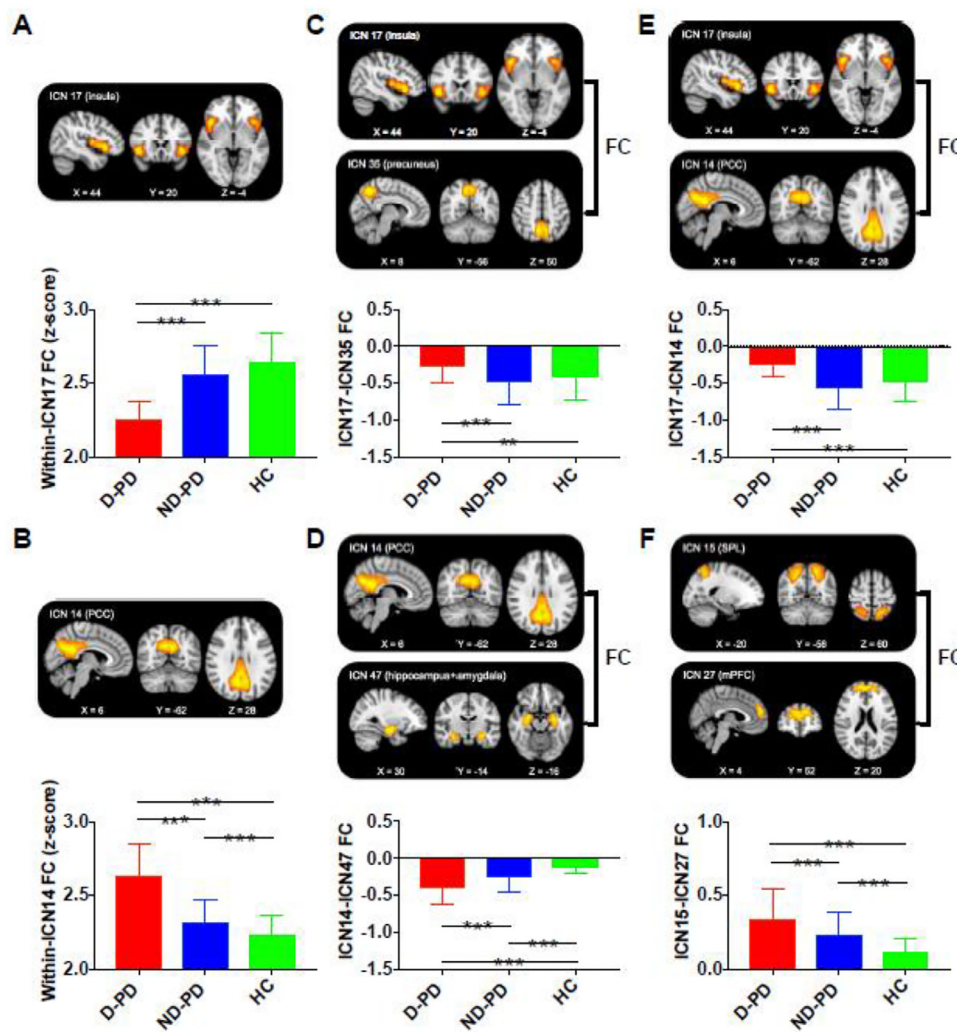 A
ICN 17 (insula)
X = 44 Y = 20 Z = -4
Within-ICN17 FC (z-score)
3.0
2.5
2.0
***
***
D-PD
ND-PD
HC
B
ICN 14 (PCC)
X = 6 Y = -62 Z = 28
Within-ICN14 FC (z-score)
3.0
2.5
2.0
***
***
***
D-PD
ND-PD
HC
C
ICN 17 (insula)
X = 44 Y = 20 Z = -4
FC
ICN 35 (precuneus)
X = 8 Y = -56 Z = 50
ICN17-ICN35 FC
0.5
0.0
-0.5
-1.0
-1.5
***
**
D-PD
ND-PD
HC
D
ICN 14 (PCC)
X = 6 Y = -62 Z = 28
FC
ICN 47 (hippocampus+amygdala)
X = 30 Y = -14 Z = -16
ICN14-ICN47 FC
0.5
0.0
-0.5
-1.0
-1.5
***
***
***
D-PD
ND-PD
HC
E
ICN 17 (insula)
X = 44 Y = 20 Z = -4
FC
ICN 14 (PCC)
X = 6 Y = -62 Z = 28
ICN17-ICN14 FC
0.5
0.0
-0.5
-1.0
-1.5
***
***
D-PD
ND-PD
HC
F
ICN 15 (SPL)
X = -20 Y = -56 Z = 60
FC
ICN 27 (mPFC)
X = 4 Y = 52 Z = 20
ICN15-ICN27 FC
1.0
0.5
0.0
***
***
***
D-PD
ND-PD
HC